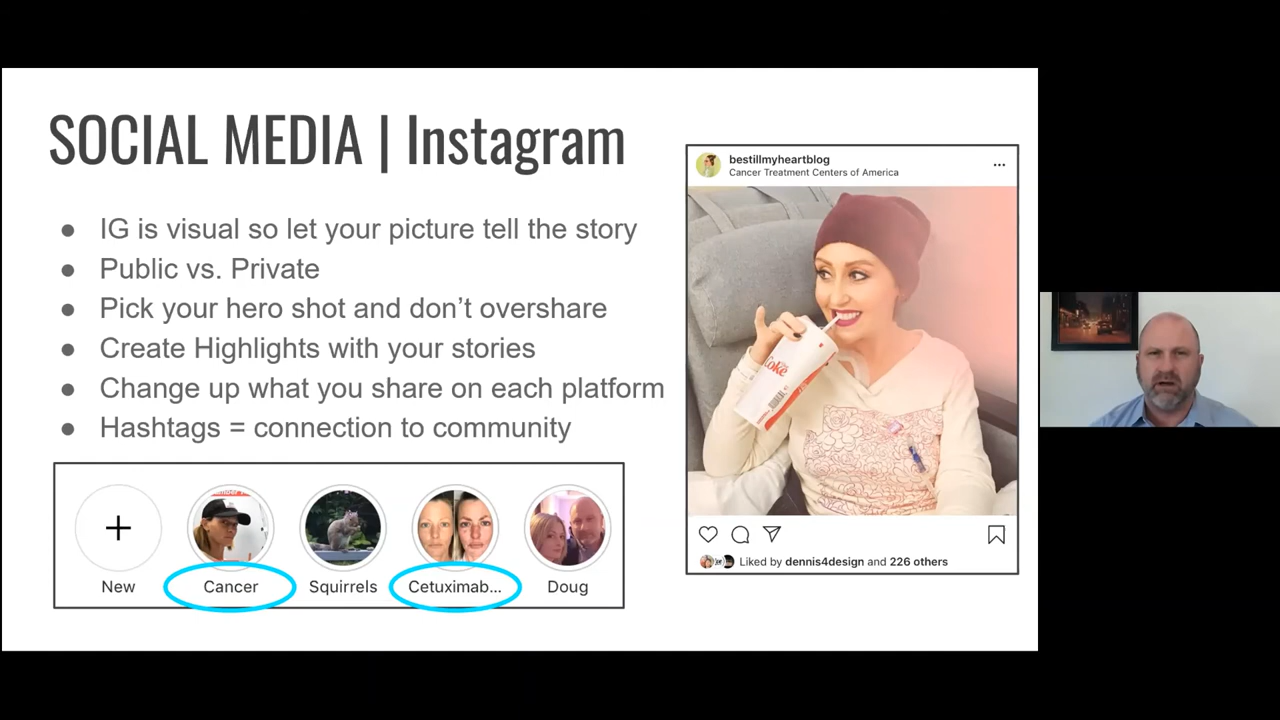 SOCIAL MEDIA | Instagram
● IG is visual so let your picture tell the story
● Public vs. Private
● Pick your hero shot and don’t overshare
● Create Highlights with your stories
● Change up what you share on each platform
● Hashtags = connection to community
New
Cancer
Squirrels
Cetuximab...
Doug
bestillmyheartblog
Cancer Treatment Centers of America
Coke
Liked by dennis4design and 226 others